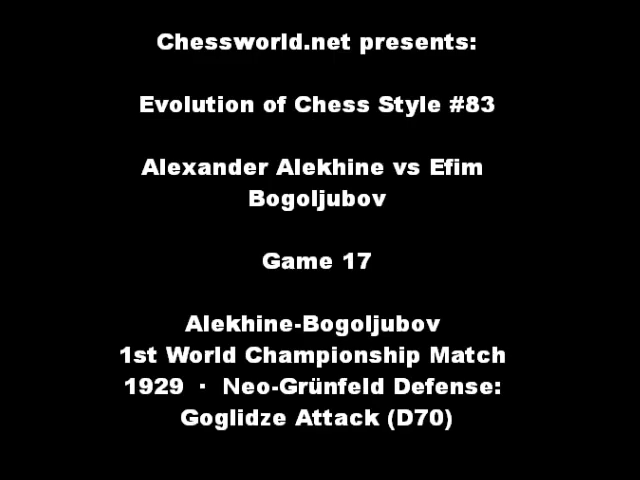 Chessworld.net presents:
Evolution of Chess Style #83
Alexander Alekhine vs Efim
Bogoljubov
Game 17
Alekhine-Bogoljubov
1st World Championship Match
1929 · Neo-Grünfeld Defense:
Goglidze Attack (D70)